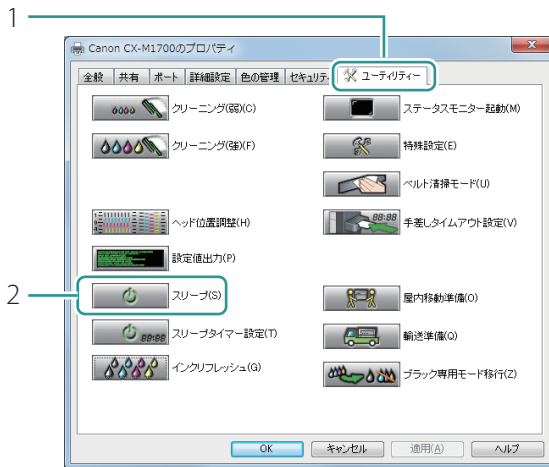 1
Canon CX-M1700のプロパティ
全般 共有 ポート 詳細設定 色の管理 セキュリティ ユーティリティー
クリーニング(弱)(C) ステータスモニター起動(M)
クリーニング(強)(F) 特殊設定(E)
ベルト清掃モード(U)
ヘッド位置調整(H) 88:88 手差しタイムアウト設定(V)
設定値出力(P)
2 スリープ(S) 屋内移動準備(O)
88:88 スリープタイマー設定(T) 輸送準備(Q)
インクリフレッシュ(G) ブラック専用モード移行(Z)
OK キャンセル 適用(A) ヘルプ